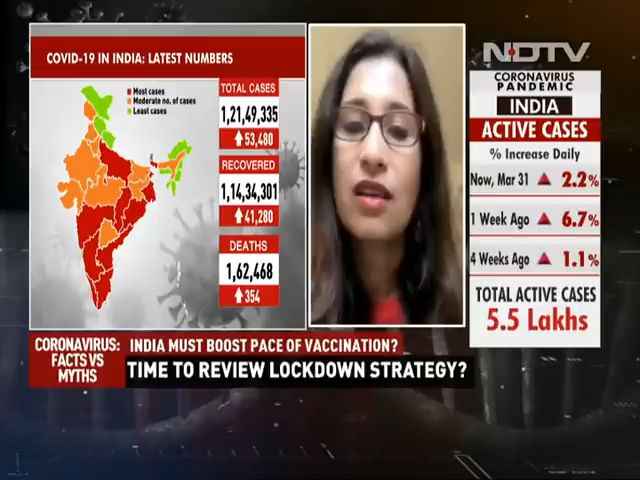 COVID-19 IN INDIA: LATEST NUMBERS
Most cases
Moderate no. of cases
Least cases
TOTAL CASES
1,21,49,335
53,480
RECOVERED
1,14,34,301
41,280
DEATHS
1,62,468
354
NDTV
CORONAVIRUS
PANDEMIC
INDIA
ACTIVE CASES
% Increase Daily
Now, Mar 31 2.2%
1 Week Ago 6.7%
4 Weeks Ago 1.1%
TOTAL ACTIVE CASES
5.5 Lakhs
CORONAVIRUS:
FACTS VS
MYTHS
INDIA MUST BOOST PACE OF VACCINATION?
TIME TO REVIEW LOCKDOWN STRATEGY?